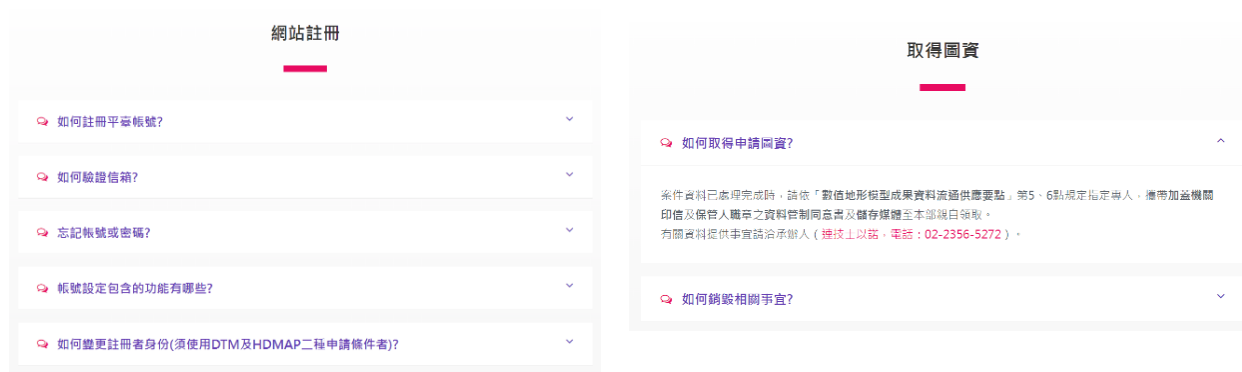 網站註冊
如何註冊平臺帳號?
如何驗證信箱?
忘記帳號或密碼?
帳號設定包含的功能有哪些?
如何變更註冊者身份(須使用DTM及HDMAP二種申請條件者)?
取得圖資
如何取得申請圖資?
案件資料已處理完成時，請依「數值地形模型成果資料流通供應要點」第5、6點規定指定專人，攜帶加蓋機關
印信及保管人職章之資料管制同意書及儲存媒體至本部親自領取。
有關資料提供事宜請洽承辦人（連技士以諾，電話：02-2356-5272）。
如何銷毀相關事宜?